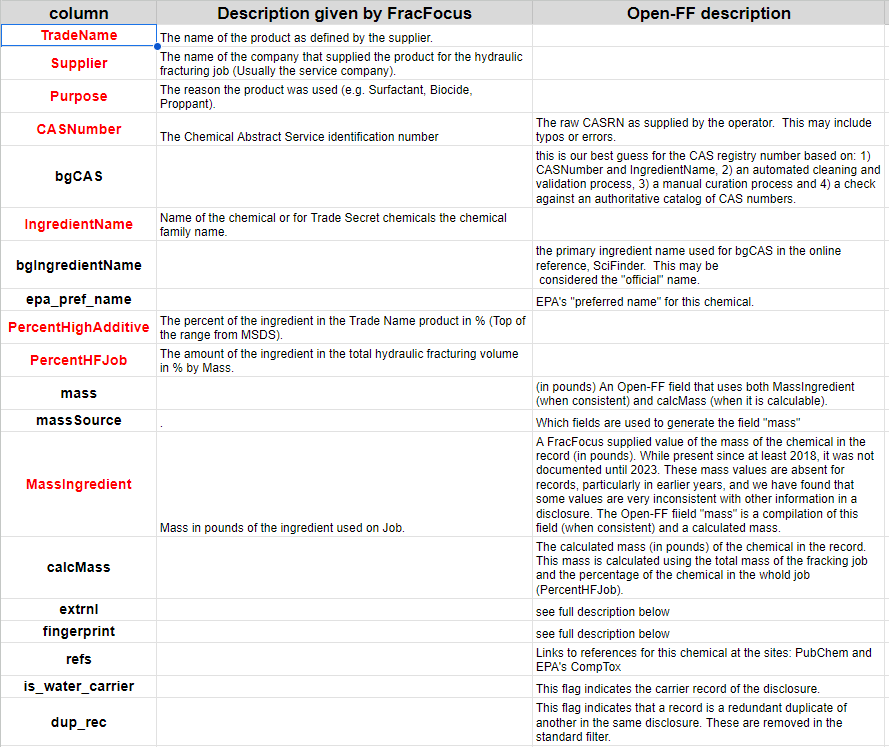 column Description given by FracFocus Open-FF description
TradeName The name of the product as defined by the supplier.
Supplier The name of the company that supplied the product for the hydraulic
fracturing job (Usually the service company).
Purpose The reason the product was used (e.g. Surfactant, Biocide,
Proppant).
CASNumber The Chemical Abstract Service identification number
The raw CASRN as supplied by the operator. This may include
typos or errors.
bgCAS
this is our best guess for the CAS registry number based on: 1)
CASNumber and IngredientName, 2) an automated cleaning and
validation process, 3) a manual curation process and 4) a check
against an authoritative catalog of CAS numbers.
IngredientName Name of the chemical or for Trade Secret chemicals the chemical
family name.
bgIngredientName
the primary ingredient name used for bgCAS in the online
reference, SciFinder. This may be
considered the "official" name.
epa_pref_name EPA's "preferred name" for this chemical.
PercentHighAdditive The percent of the ingredient in the Trade Name product in % (Top of
the range from MSDS).
PercentHFJob The amount of the ingredient in the total hydraulic fracturing volume
in % by Mass.
mass
(in pounds) An Open-FF field that uses both MassIngredient
(when consistent) and calcMass (when it is calculable).
massSource . Which fields are used to generate the field "mass"
MassIngredient Mass in pounds of the ingredient used on Job.
A FracFocus supplied value of the mass of the chemical in the
record (in pounds). While present since at least 2018, it was not
documented until 2023. These mass values are absent for
records, particularly in earlier years, and we have found that
some values are very inconsistent with other information in a
disclosure. The Open-FF fiield "mass" is a compilation of this
field (when consistent) and a calculated mass.
calcMass
The calculated mass (in pounds) of the chemical in the record.
This mass is calculated using the total mass of the fracking job
and the percentage of the chemical in the whold job
(PercentHFJob).
extrnl see full description below
fingerprint see full description below
refs
Links to references for this chemical at the sites: PubChem and
EPA's CompTox
is_water_carrier This flag indicates the carrier record of the disclosure.
dup_rec
This flag indicates that a record is a redundant duplicate of
another in the same disclosure. These are removed in the
standard filter.